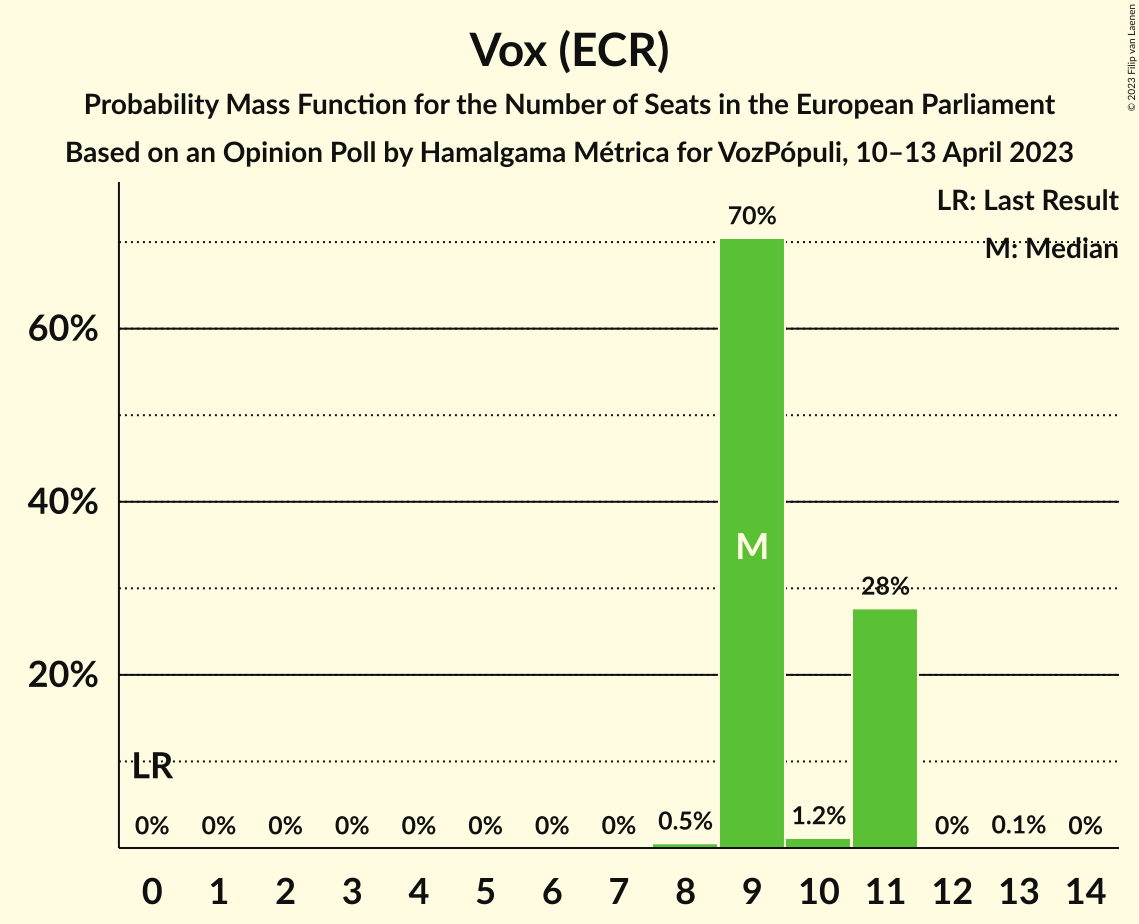 Vox (ECR)
Probability Mass Function for the Number of Seats in the European Parliament
Based on an Opinion Poll by Hamalgama Métrica for VozPópuli, 10–13 April 2023
© 2023 Filip van Laenen
LR: Last Result
M: Median
70%
60%
40%
M
28%
20%
LR
0% 0% 0% 0% 0% 0% 0% 0% 0.5% 1.2% 0% 0.1% 0%
0 1 2 3 4 5 6 7 8 9 10 11 12 13 14